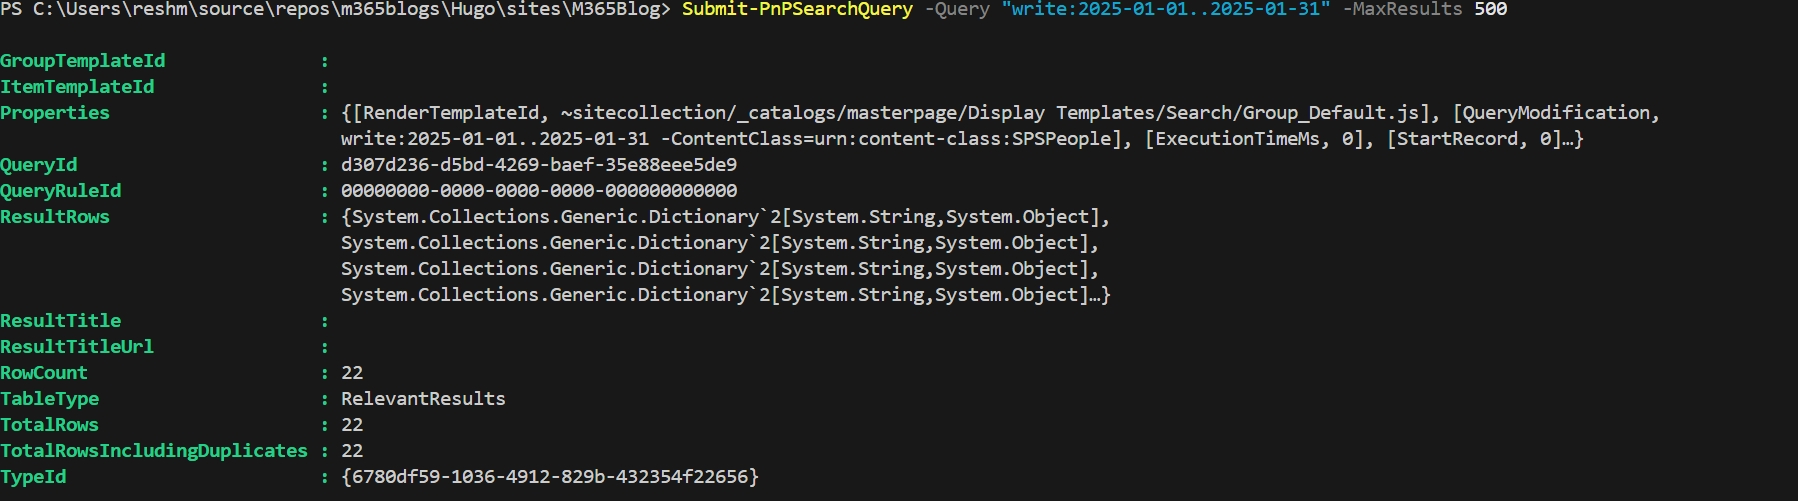 PS C:\Users\reshm\source\repos\m365blogs\Hugo\sites\M365Blog> Submit-PnPSearchQuery -Query "write:2025-01-01..2025-01-31" -MaxResults 500
GroupTemplateId :
ItemTemplateId :
Properties : {[RenderTemplateId, ~sitecollection/_catalogs/masterpage/Display Templates/Search/Group_Default.js], [QueryModification,
write:2025-01-01..2025-01-31 -ContentClass=urn:content-class:SPSPeople], [ExecutionTimeMs, 0], [StartRecord, 0]…}
QueryId : d307d236-d5bd-4269-baef-35e88eee5de9
QueryRuleId : 00000000-0000-0000-0000-000000000000
ResultRows : {System.Collections.Generic.Dictionary`2[System.String,System.Object],
System.Collections.Generic.Dictionary`2[System.String,System.Object],
System.Collections.Generic.Dictionary`2[System.String,System.Object],
System.Collections.Generic.Dictionary`2[System.String,System.Object]…}
ResultTitle :
ResultTitleUrl :
RowCount : 22
TableType : RelevantResults
TotalRows : 22
TotalRowsIncludingDuplicates : 22
TypeId : {6780df59-1036-4912-829b-432354f22656}